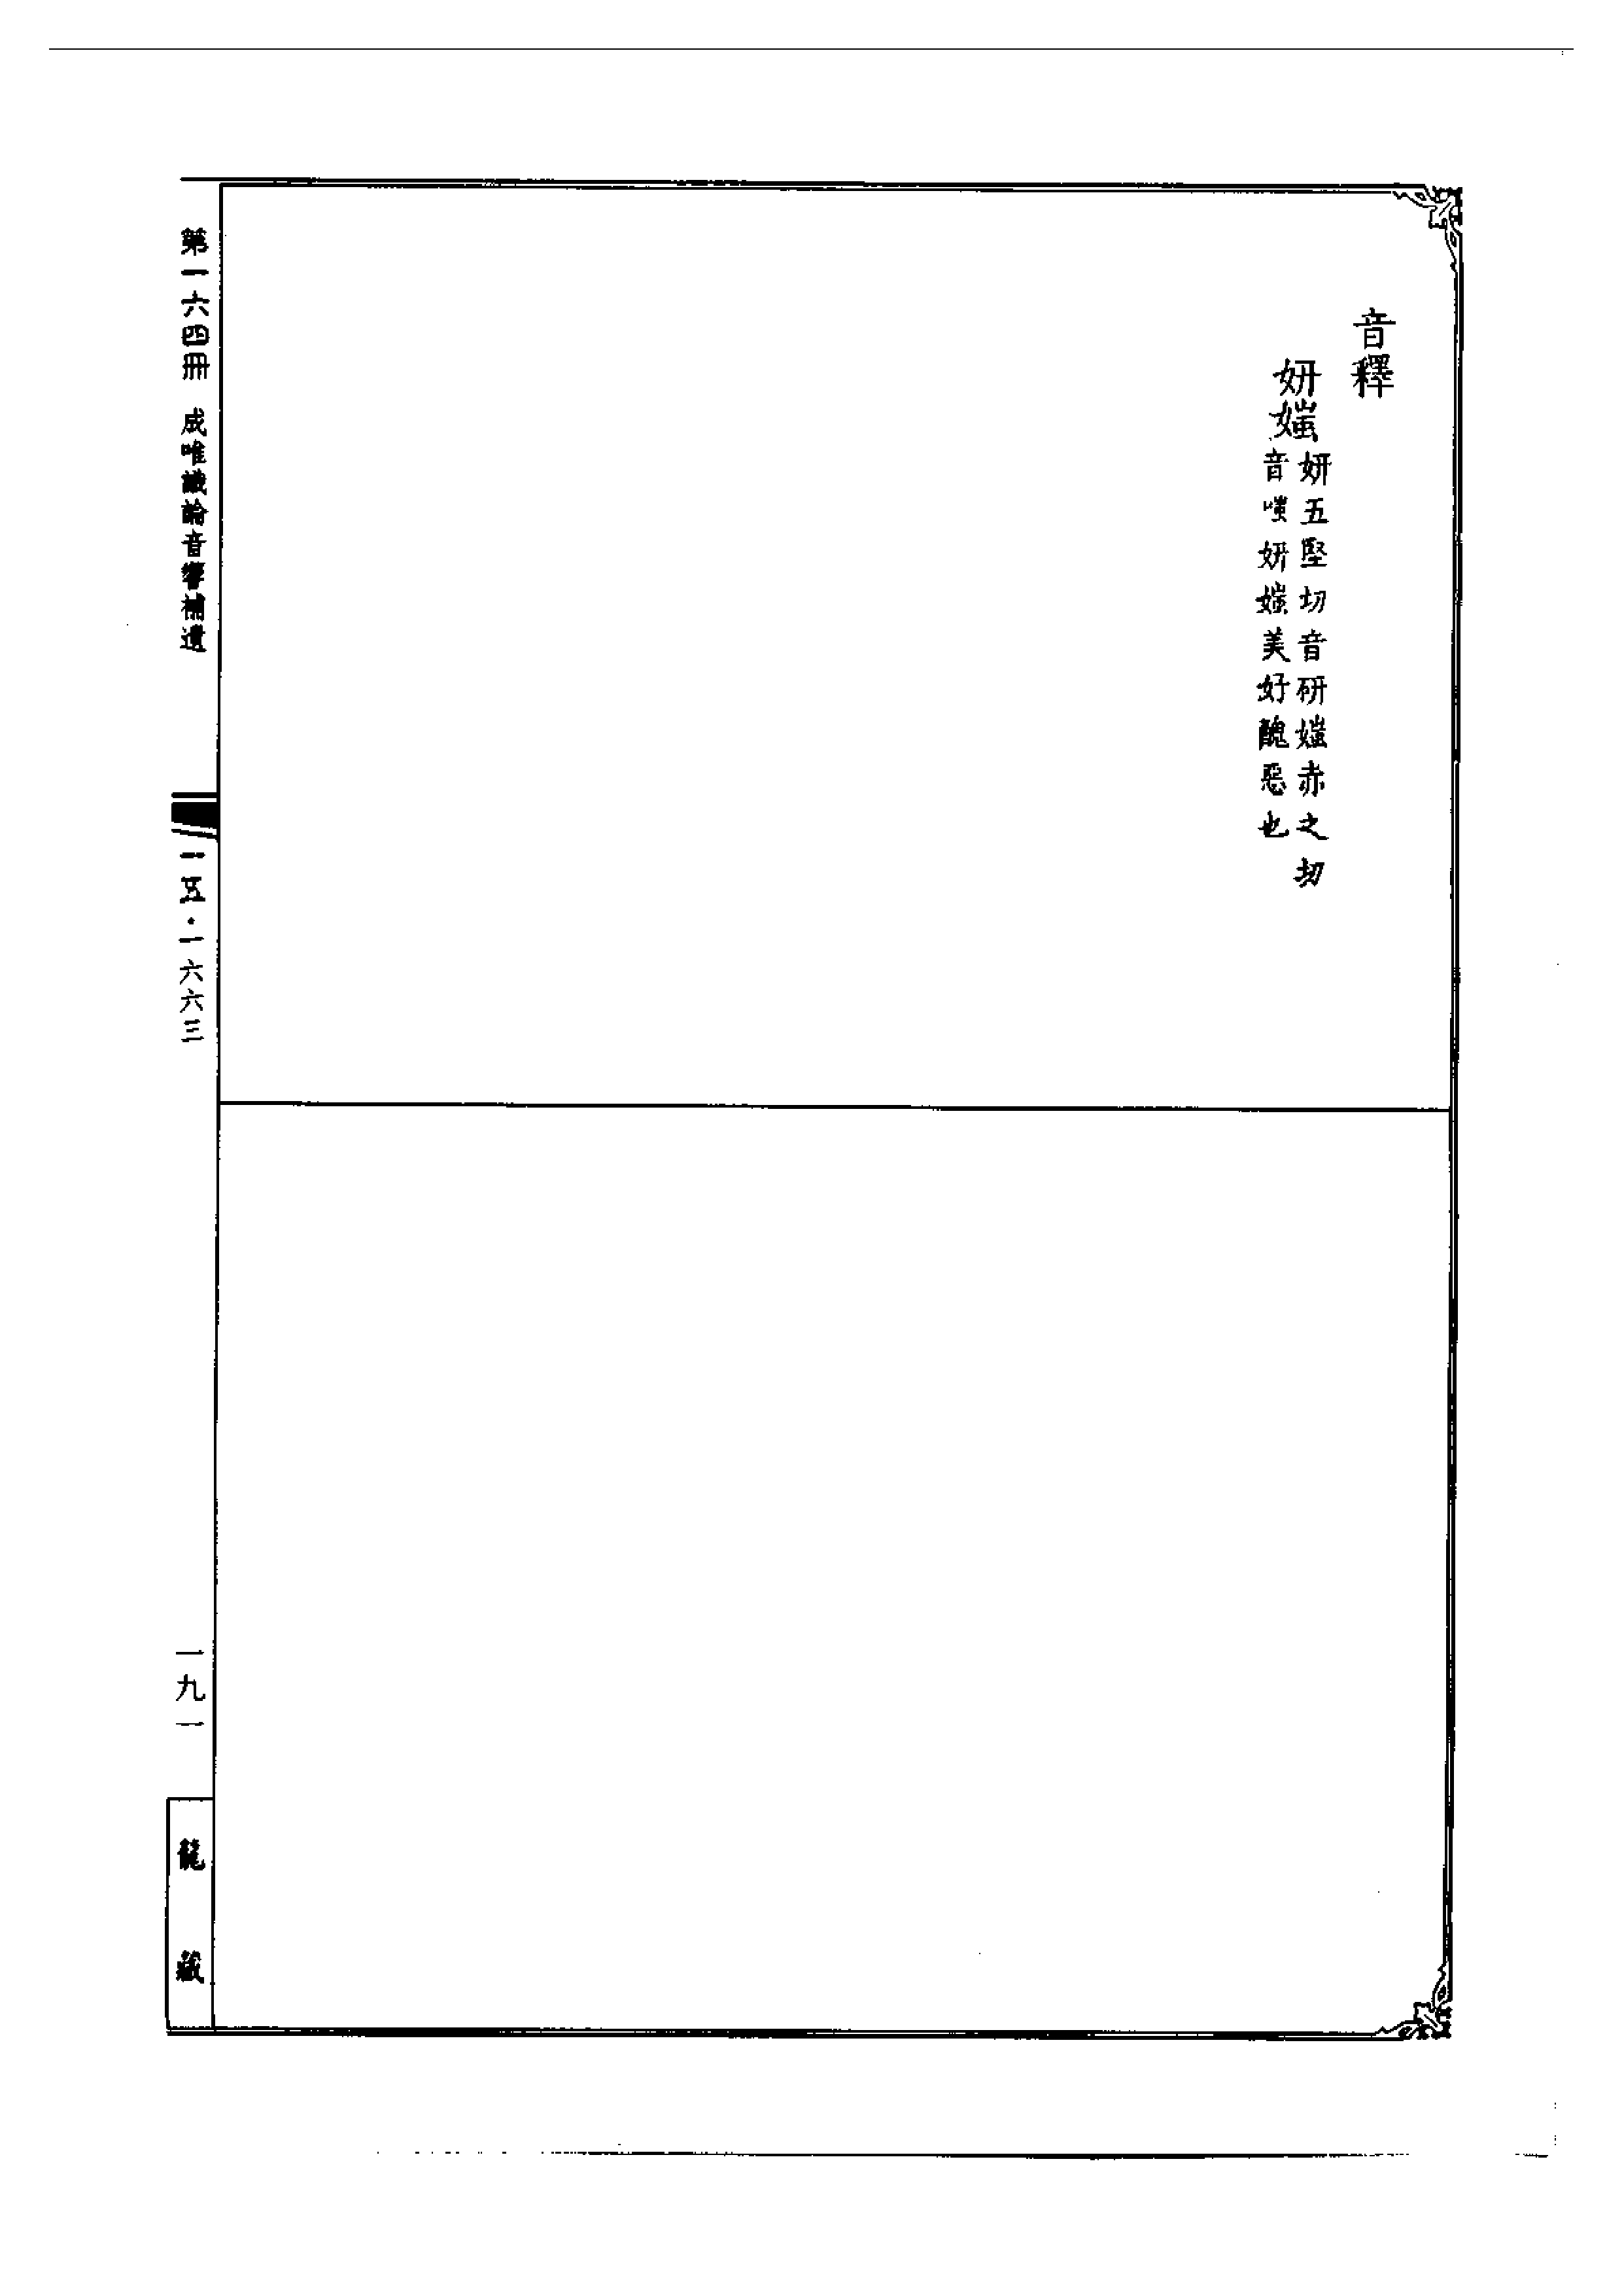 音釋
妍媸
妍五堅切音研媸赤之切
音嗤妍媸美好醜惡也
第一六四冊 成唯識論音響補遺
一五·一六六三
一九一
龍藏